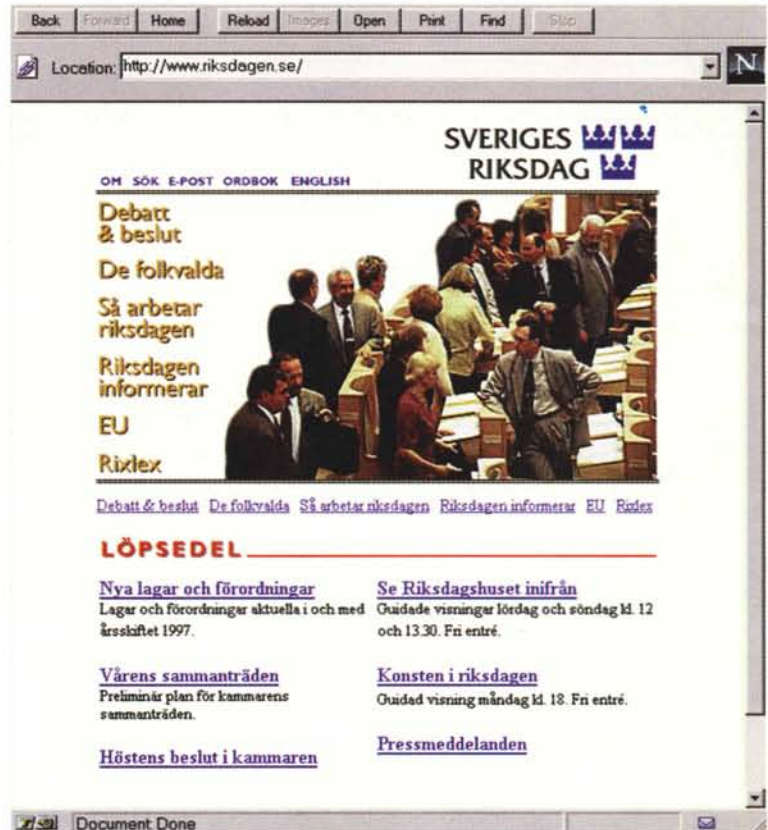 Back Forward Home Reload Images Open Print Find Stop
Location: http://www.riksdagen.se/
N
SVERIGES
RIKSDAG
OM SÖK E-POST ORDBOK ENGLISH
Debatt
& beslut
De folkvalda
Så arbetar
riksdagen
Riksdagen
informerar
EU
Rixlex
Debatt & beslut De folkvalda Så arbetar riksdagen Riksdagen informerar EU Rixlex
LÖPSEDEL
Nya lagar och förordningar
Lagar och förordningar aktuella i och med
årsskiftet 1997.
Vårens sammanträden
Preliminär plan för kammarens
sammanträden.
Höstens beslut i kammaren
Se Riksdagshuset inifrån
Guidade visningar lördag och söndag kl. 12
och 13.30. Fri entré.
Konsten i riksdagen
Guidad visning måndag kl. 18. Fri entré.
Pressmeddelanden
Document Done